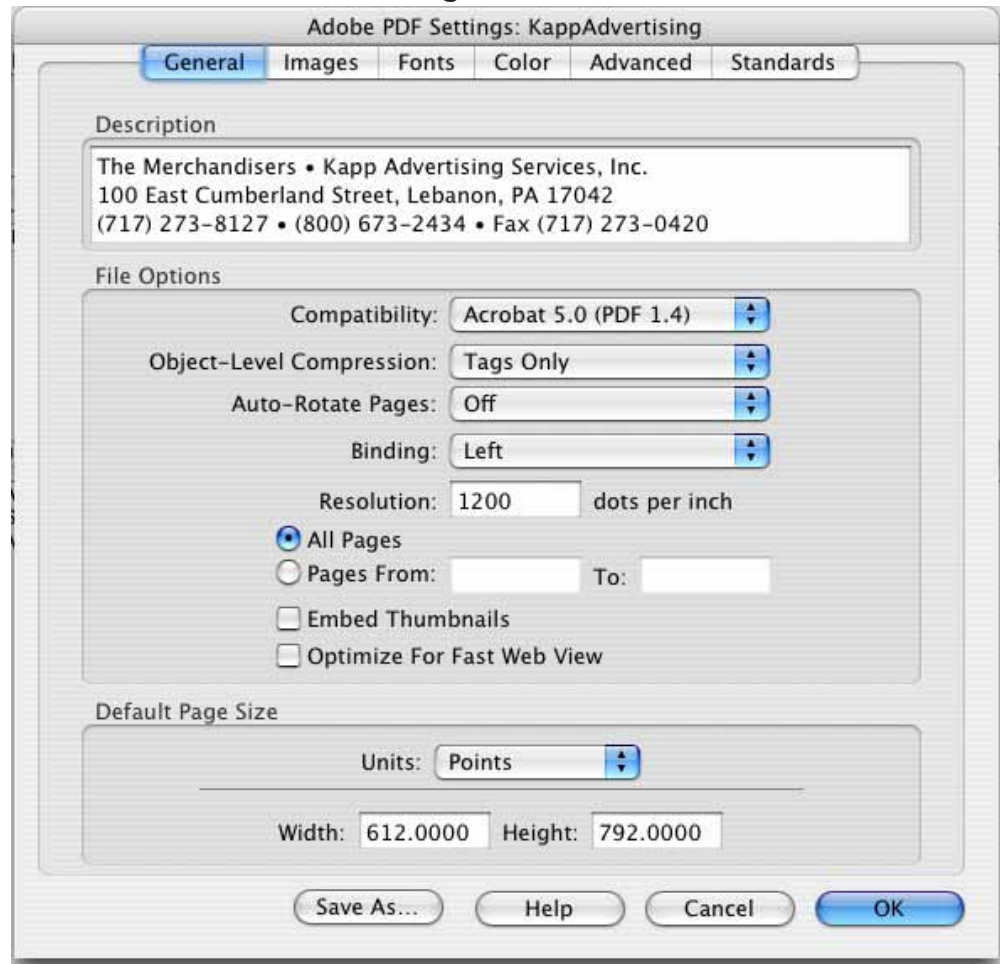 Adobe PDF Settings: KappAdvertising
General Images Fonts Color Advanced Standards
Description
The Merchandisers • Kapp Advertising Services, Inc.
100 East Cumberland Street, Lebanon, PA 17042
(717) 273-8127 • (800) 673-2434 • Fax (717) 273-0420
File Options
Compatibility: Acrobat 5.0 (PDF 1.4)
Object-Level Compression: Tags Only
Auto-Rotate Pages: Off
Binding: Left
Resolution: 1200 dots per inch
All Pages
Pages From: To:
Embed Thumbnails
Optimize For Fast Web View
Default Page Size
Units: Points
Width: 612.0000 Height: 792.0000
Save As... Help Cancel OK